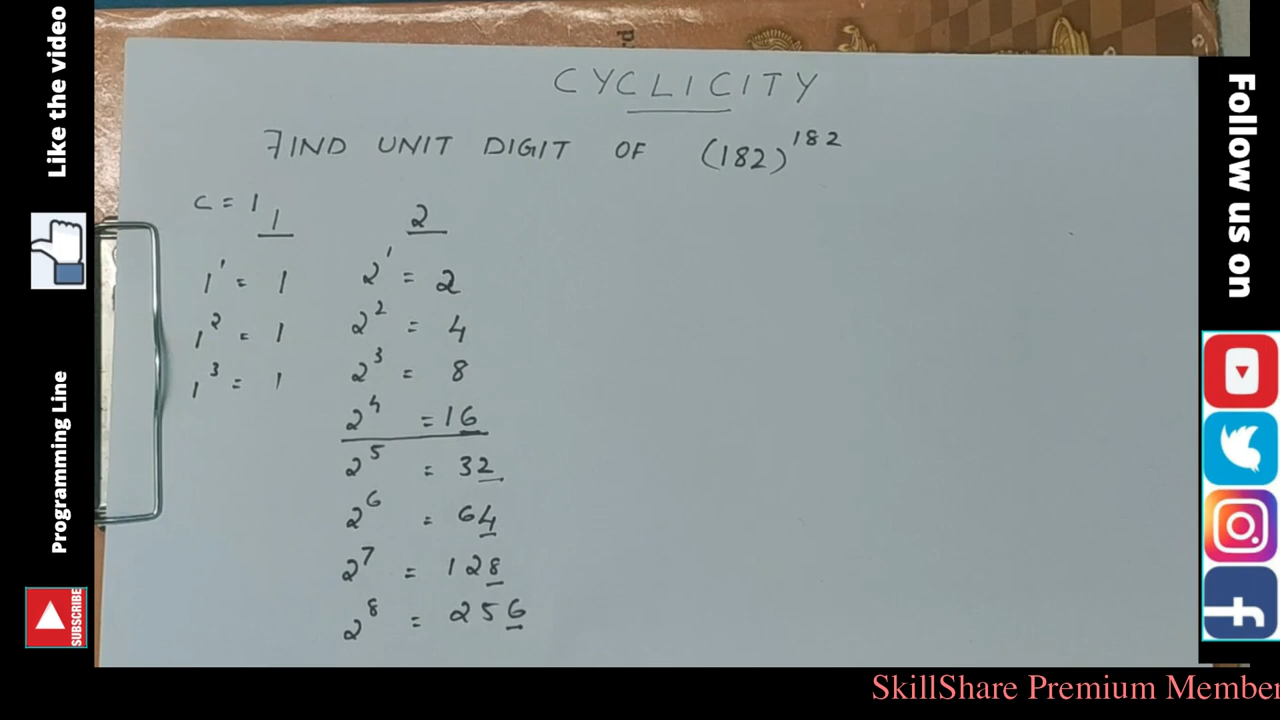 CYCLICITY
FIND UNIT DIGIT OF (182)^182
C = 1
1
1^1 = 1
1^2 = 1
1^3 = 1
2
2^1 = 2
2^2 = 4
2^3 = 8
2^4 = 16
2^5 = 32
2^6 = 64
2^7 = 128
2^8 = 256
Like the video
Programming Line
SUBSCRIBE
Follow us on
SkillShare Premium Member